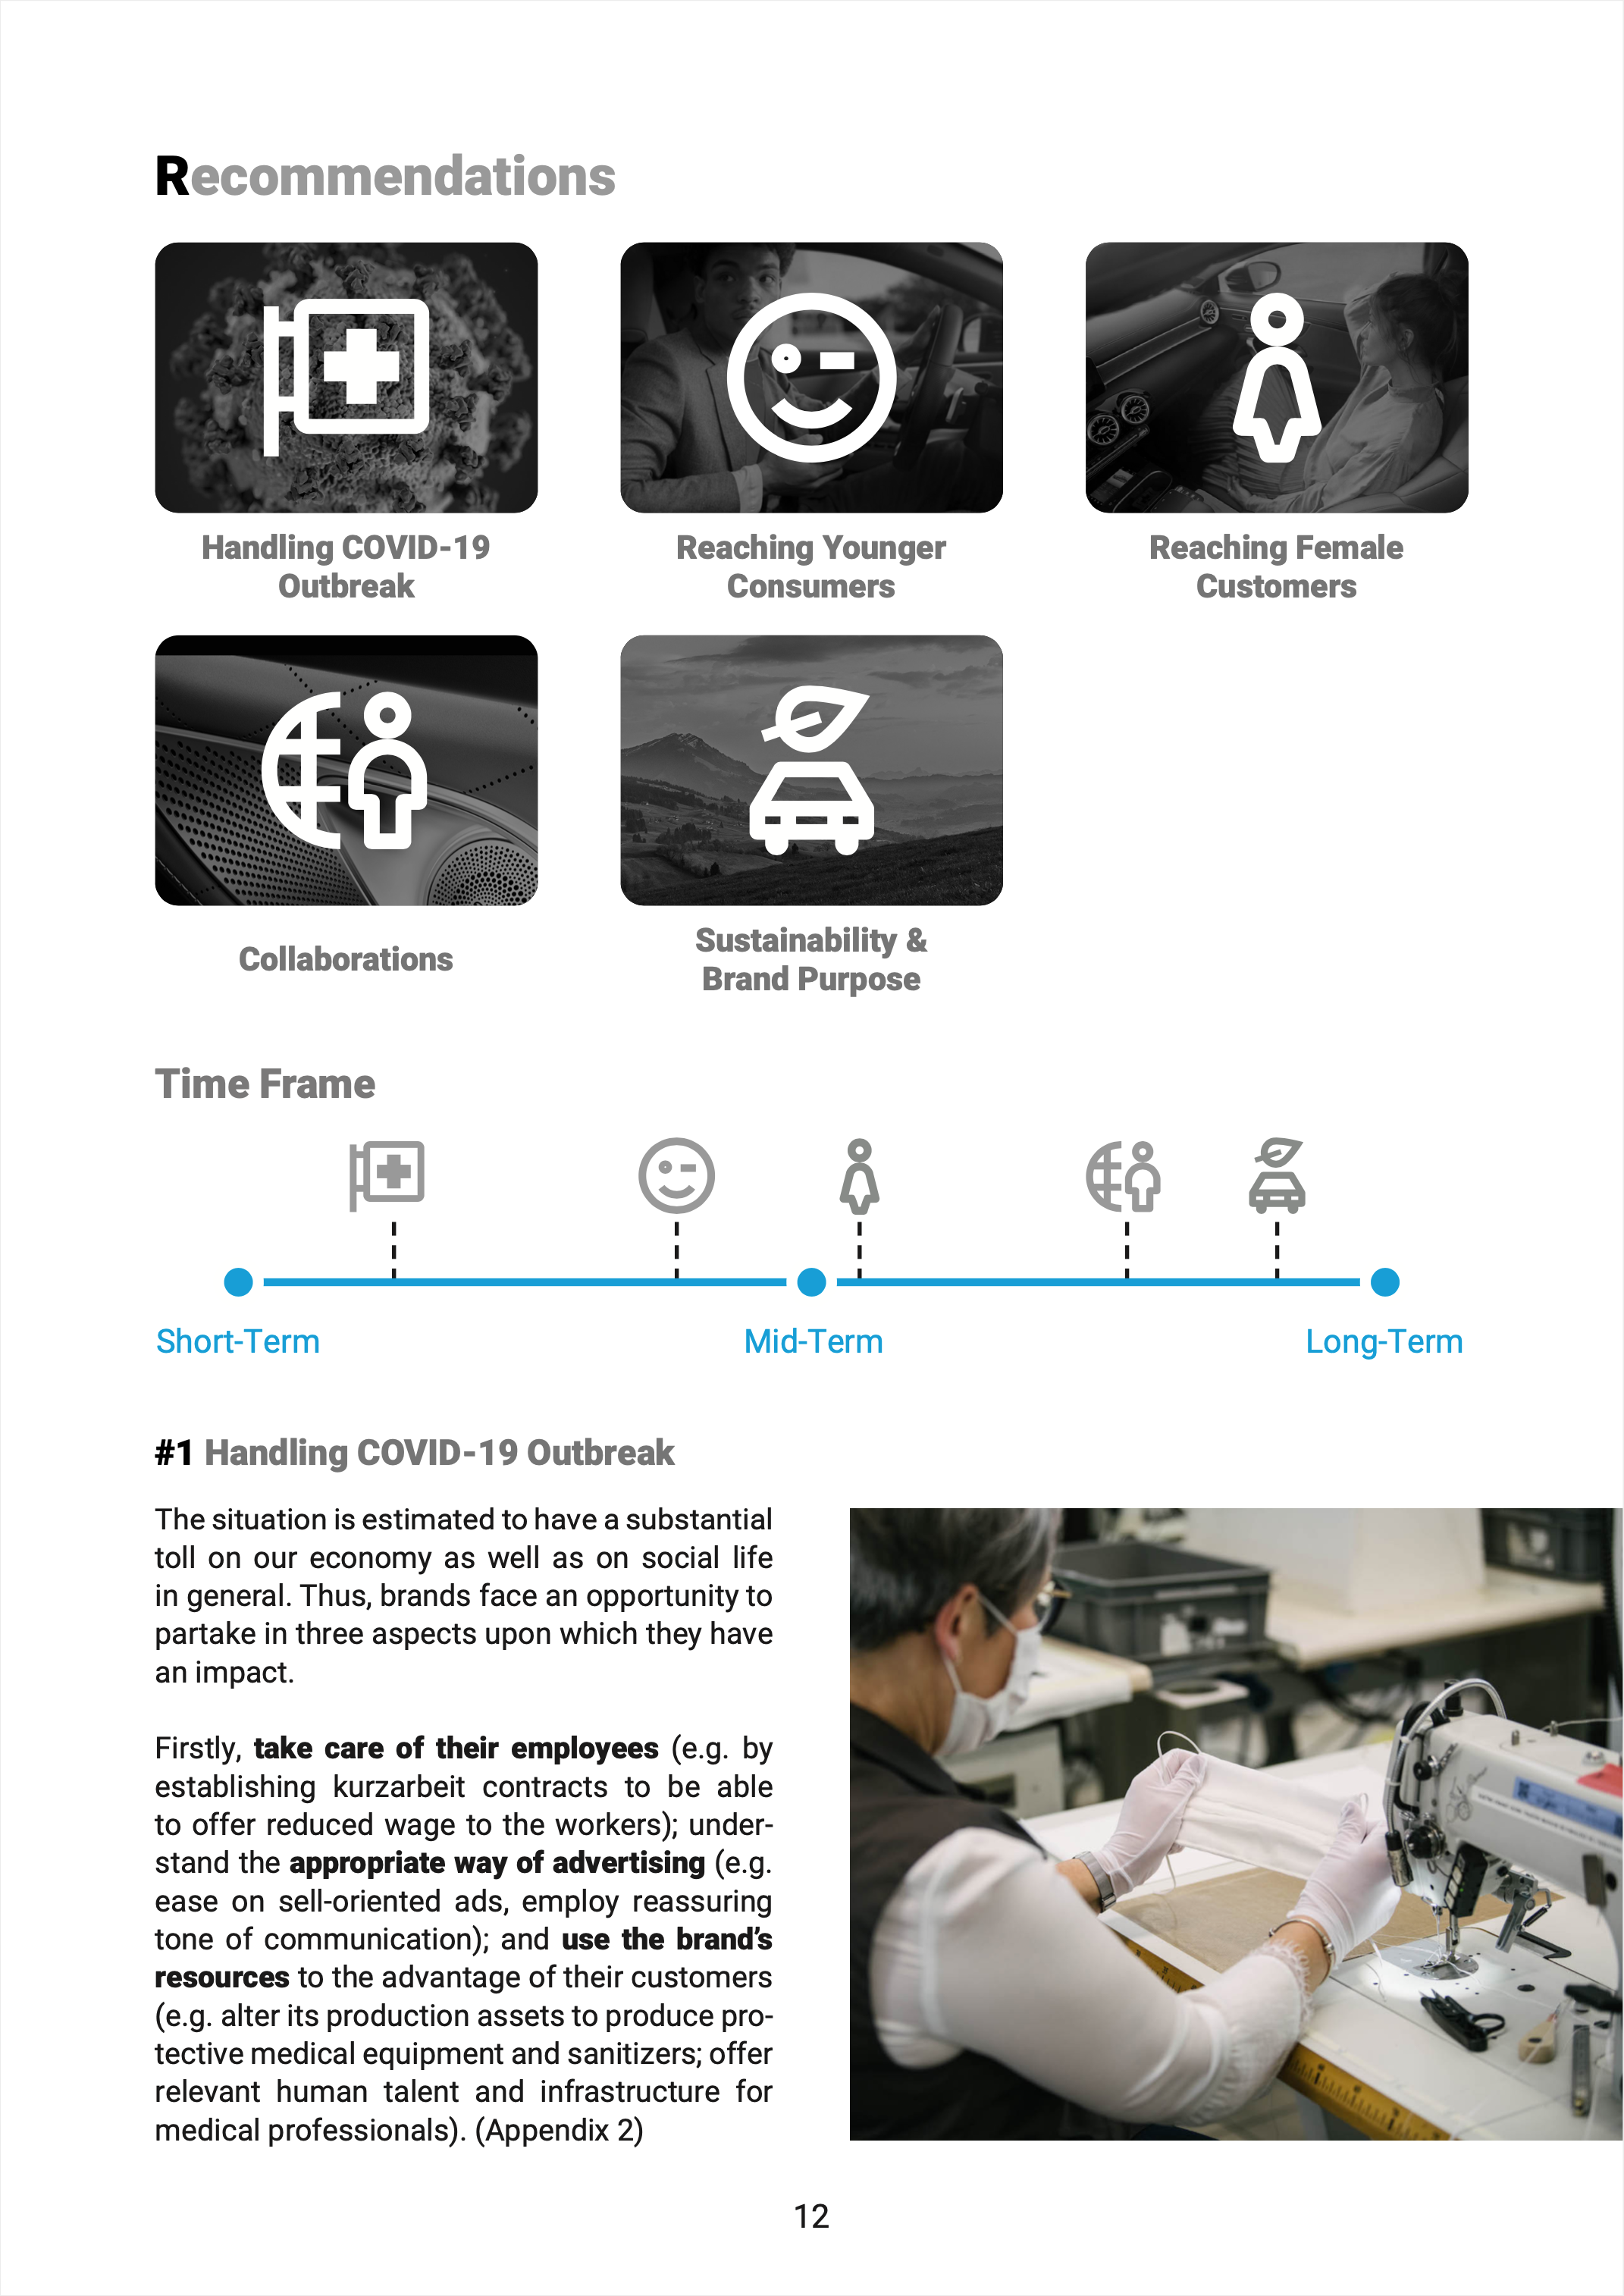 Recommendations
Handling COVID-19
Outbreak
Reaching Younger
Consumers
Reaching Female
Customers
Collaborations
Sustainability &
Brand Purpose
Time Frame
Short-Term
Mid-Term
Long-Term
#1 Handling COVID-19 Outbreak
The situation is estimated to have a substantial
toll on our economy as well as on social life
in general. Thus, brands face an opportunity to
partake in three aspects upon which they have
an impact.
Firstly, take care of their employees (e.g. by
establishing kurzarbeit contracts to be able
to offer reduced wage to the workers); under-
stand the appropriate way of advertising (e.g.
ease on sell-oriented ads, employ reassuring
tone of communication); and use the brand's
resources to the advantage of their customers
(e.g. alter its production assets to produce pro-
tective medical equipment and sanitizers; offer
relevant human talent and infrastructure for
medical professionals). (Appendix 2)
12